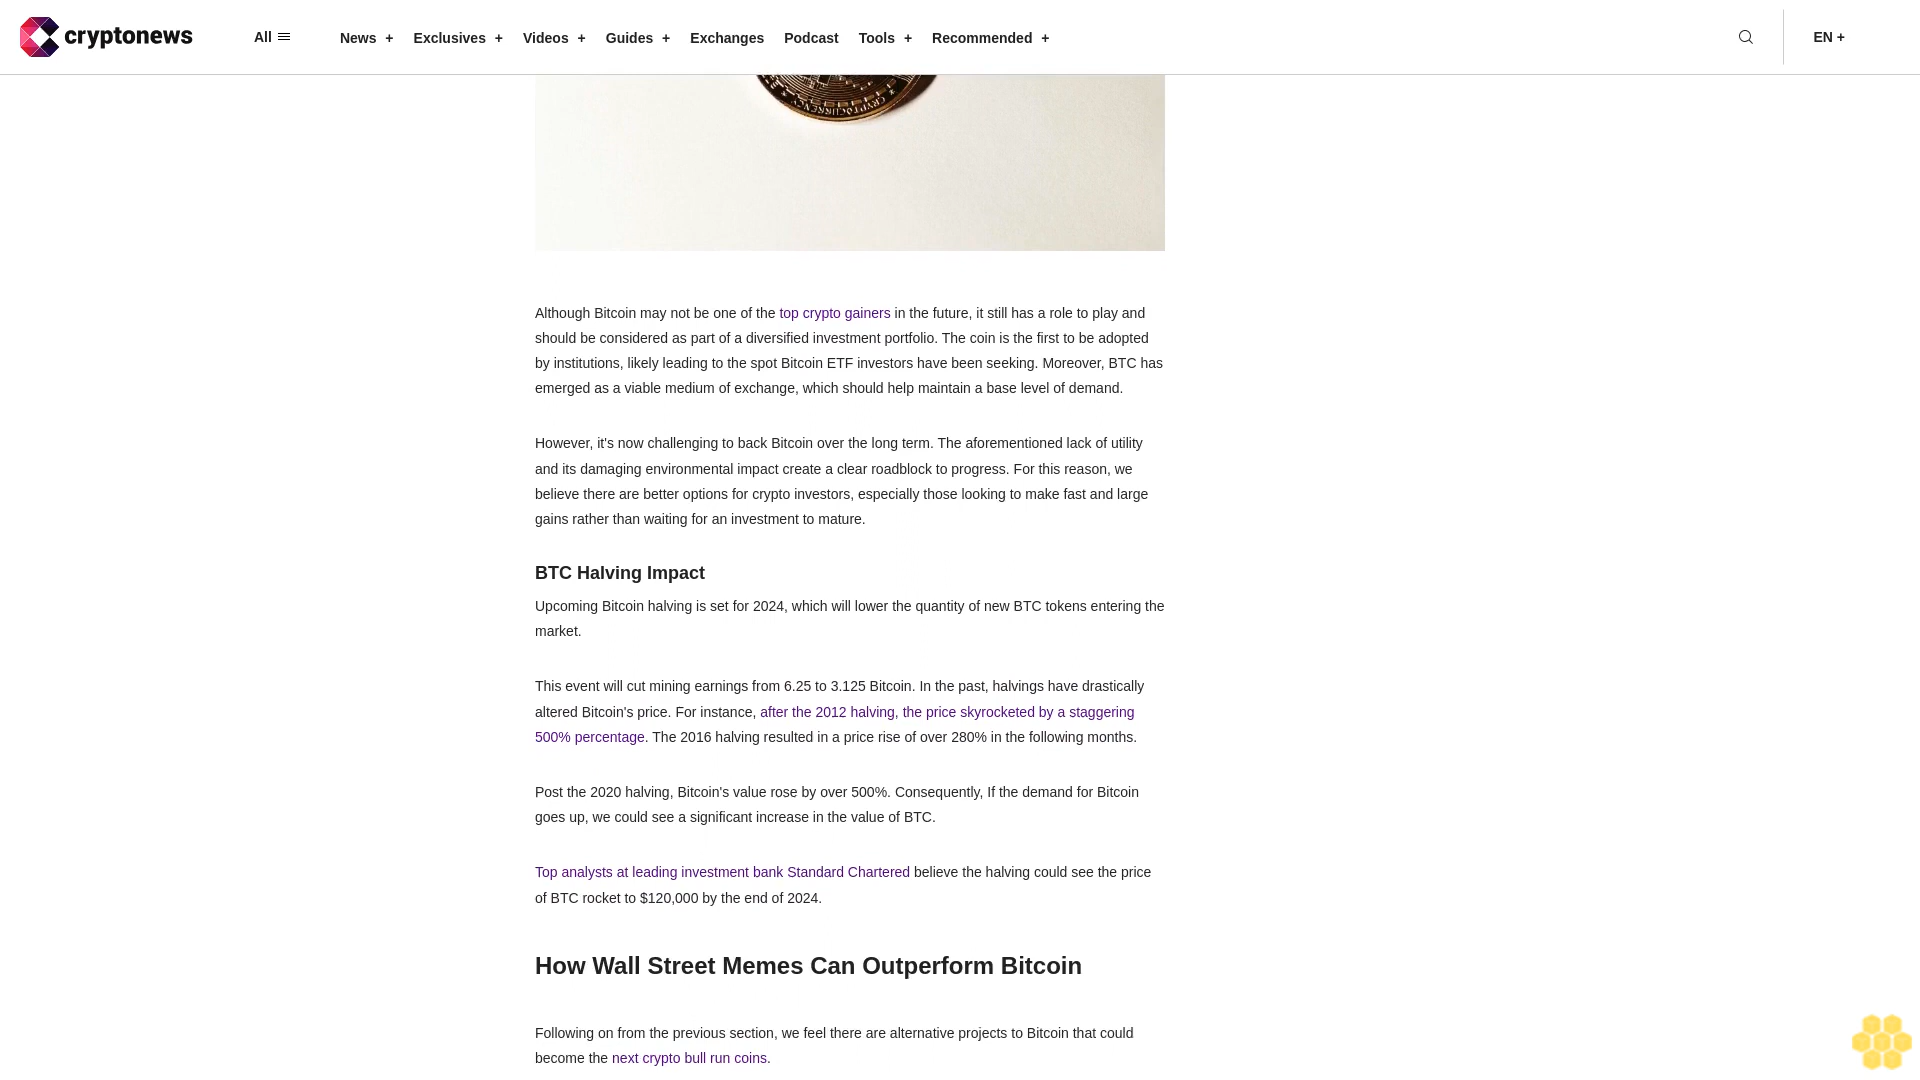 cryptonews
All
News +
Exclusives +
Videos +
Guides +
Exchanges
Podcast
Tools +
Recommended +
EN +
CRYPTOCURRENCY
Although Bitcoin may not be one of the top crypto gainers in the future, it still has a role to play and
should be considered as part of a diversified investment portfolio. The coin is the first to be adopted
by institutions, likely leading to the spot Bitcoin ETF investors have been seeking. Moreover, BTC has
emerged as a viable medium of exchange, which should help maintain a base level of demand.
However, it's now challenging to back Bitcoin over the long term. The aforementioned lack of utility
and its damaging environmental impact create a clear roadblock to progress. For this reason, we
believe there are better options for crypto investors, especially those looking to make fast and large
gains rather than waiting for an investment to mature.
BTC Halving Impact
Upcoming Bitcoin halving is set for 2024, which will lower the quantity of new BTC tokens entering the
market.
This event will cut mining earnings from 6.25 to 3.125 Bitcoin. In the past, halvings have drastically
altered Bitcoin's price. For instance, after the 2012 halving, the price skyrocketed by a staggering
500% percentage. The 2016 halving resulted in a price rise of over 280% in the following months.
Post the 2020 halving, Bitcoin's value rose by over 500%. Consequently, If the demand for Bitcoin
goes up, we could see a significant increase in the value of BTC.
Top analysts at leading investment bank Standard Chartered believe the halving could see the price
of BTC rocket to $120,000 by the end of 2024.
How Wall Street Memes Can Outperform Bitcoin
Following on from the previous section, we feel there are alternative projects to Bitcoin that could
become the next crypto bull run coins.